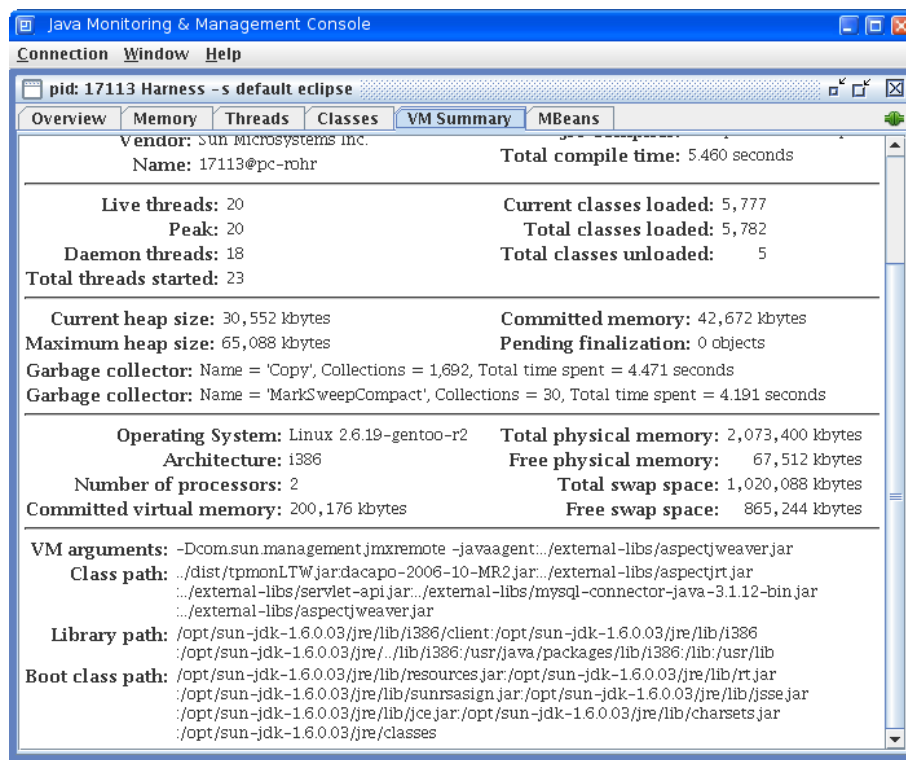 Java Monitoring & Management Console
Connection Window Help
pid: 17113 Harness -s default eclipse
Overview Memory Threads Classes VM Summary MBeans
Vendor: Sun Microsystems Inc.
Name: 17113@pc-rohr Total compile time: 5.460 seconds
Live threads: 20 Current classes loaded: 5,777
Peak: 20 Total classes loaded: 5,782
Daemon threads: 18 Total classes unloaded: 5
Total threads started: 23
Current heap size: 30,552 kbytes Committed memory: 42,672 kbytes
Maximum heap size: 65,088 kbytes Pending finalization: 0 objects
Garbage collector: Name = 'Copy', Collections = 1,692, Total time spent = 4.471 seconds
Garbage collector: Name = 'MarkSweepCompact', Collections = 30, Total time spent = 4.191 seconds
Operating System: Linux 2.6.19-gentoo-r2 Total physical memory: 2,073,400 kbytes
Architecture: i386 Free physical memory: 67,512 kbytes
Number of processors: 2 Total swap space: 1,020,088 kbytes
Committed virtual memory: 200,176 kbytes Free swap space: 865,244 kbytes
VM arguments: -Dcom.sun.management.jmxremote -javaagent:../external-libs/aspectjweaver.jar
Class path: ../dist/tpmonLTW.jar:dacapo-2006-10-MR2.jar:../external-libs/aspectjrt.jar
:../external-libs/servlet-api.jar:../external-libs/mysql-connector-java-3.1.12-bin.jar
:../external-libs/aspectjweaver.jar
Library path: /opt/sun-jdk-1.6.0.03/jre/lib/i386/client:/opt/sun-jdk-1.6.0.03/jre/lib/i386
:/opt/sun-jdk-1.6.0.03/jre/../lib/i386:/usr/java/packages/lib/i386:/lib:/usr/lib
Boot class path: /opt/sun-jdk-1.6.0.03/jre/lib/resources.jar:/opt/sun-jdk-1.6.0.03/jre/lib/rt.jar
:/opt/sun-jdk-1.6.0.03/jre/lib/sunrsasign.jar:/opt/sun-jdk-1.6.0.03/jre/lib/jsse.jar
:/opt/sun-jdk-1.6.0.03/jre/lib/jce.jar:/opt/sun-jdk-1.6.0.03/jre/lib/charsets.jar
:/opt/sun-jdk-1.6.0.03/jre/classes